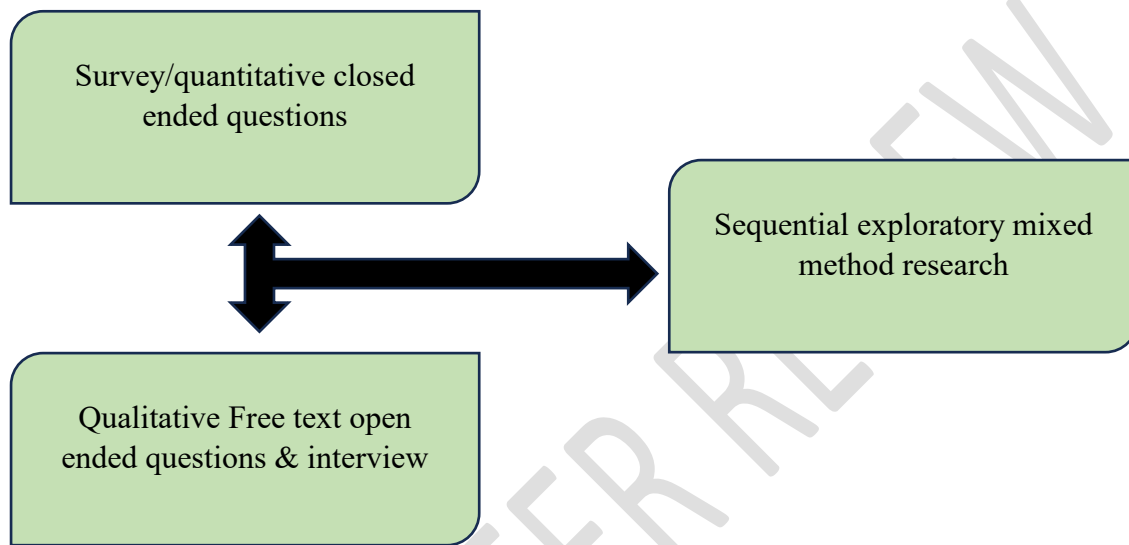 Survey/quantitative closed
ended questions
Sequential exploratory mixed
method research
Qualitative Free text open
ended questions & interview